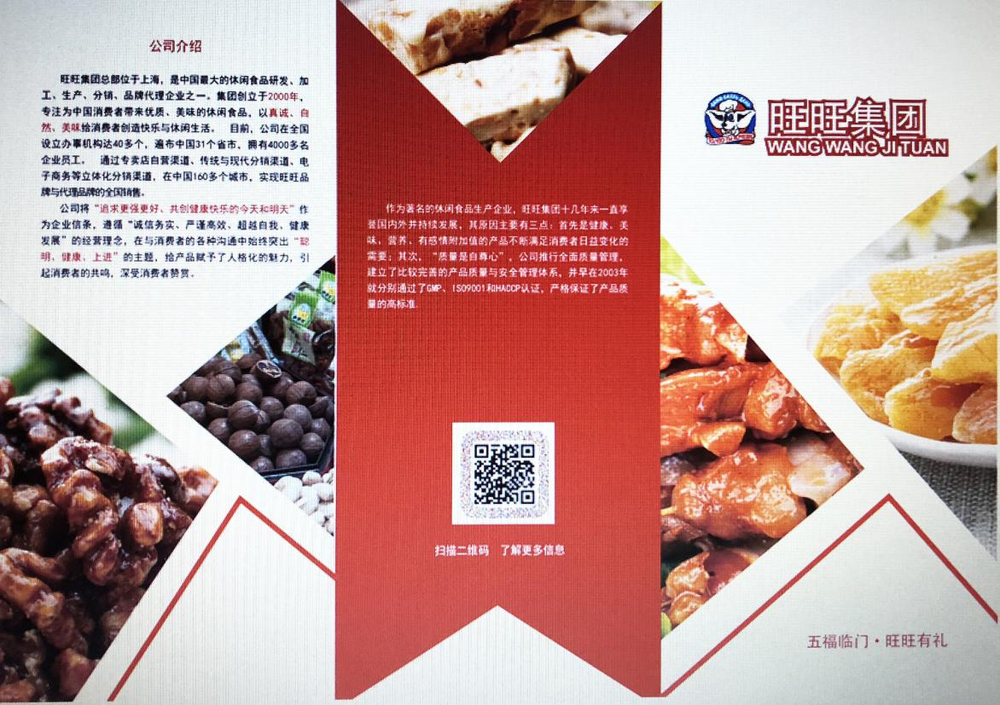 公司介绍
旺旺集团总部位于上海，是中国最大的休闲食品研发、加
工、生产、分销、品牌代理企业之一。集团创立于2000年，
专注为中国消费者带来优质、美味的休闲食品，以真诚、自
然、美味给消费者创造快乐与休闲生活。 目前，公司在全国
设立办事机构达40多个，遍布中国31个省市，拥有4000多名
企业员工。 通过专卖店自营渠道、传统与现代分销渠道、电
子商务等立体化分销渠道，在中国160多个城市，实现旺旺品
牌与代理品牌的全国销售。
公司将“追求更强更好、共创健康快乐的今天和明天”作
为企业信条，遵循“诚信务实、严谨高效、超越自我、健康
发展”的经营理念，在与消费者的各种沟通中始终突出“聪
明、健康、上进”的主题，给产品赋予了人格化的魅力，引
起消费者的共鸣，深受消费者赞赏。
作为著名的休闲食品生产企业，旺旺集团十几年来一直享
誉国内外并持续发展，其原因主要有三点：首先是健康、美
味、营养、有感情附加值的产品不断满足消费者日益变化的
需要；其次，“质量是自尊心”，公司推行全面质量管理，
建立了比较完善的产品质量与安全管理体系，并早在2003年
就分别通过了GMP、ISO9001和HACCP认证，严格保证了产品质
量的高标准.
扫描二维码 了解更多信息
旺旺集团
WANG WANG JI TUAN
五福临门·旺旺有礼